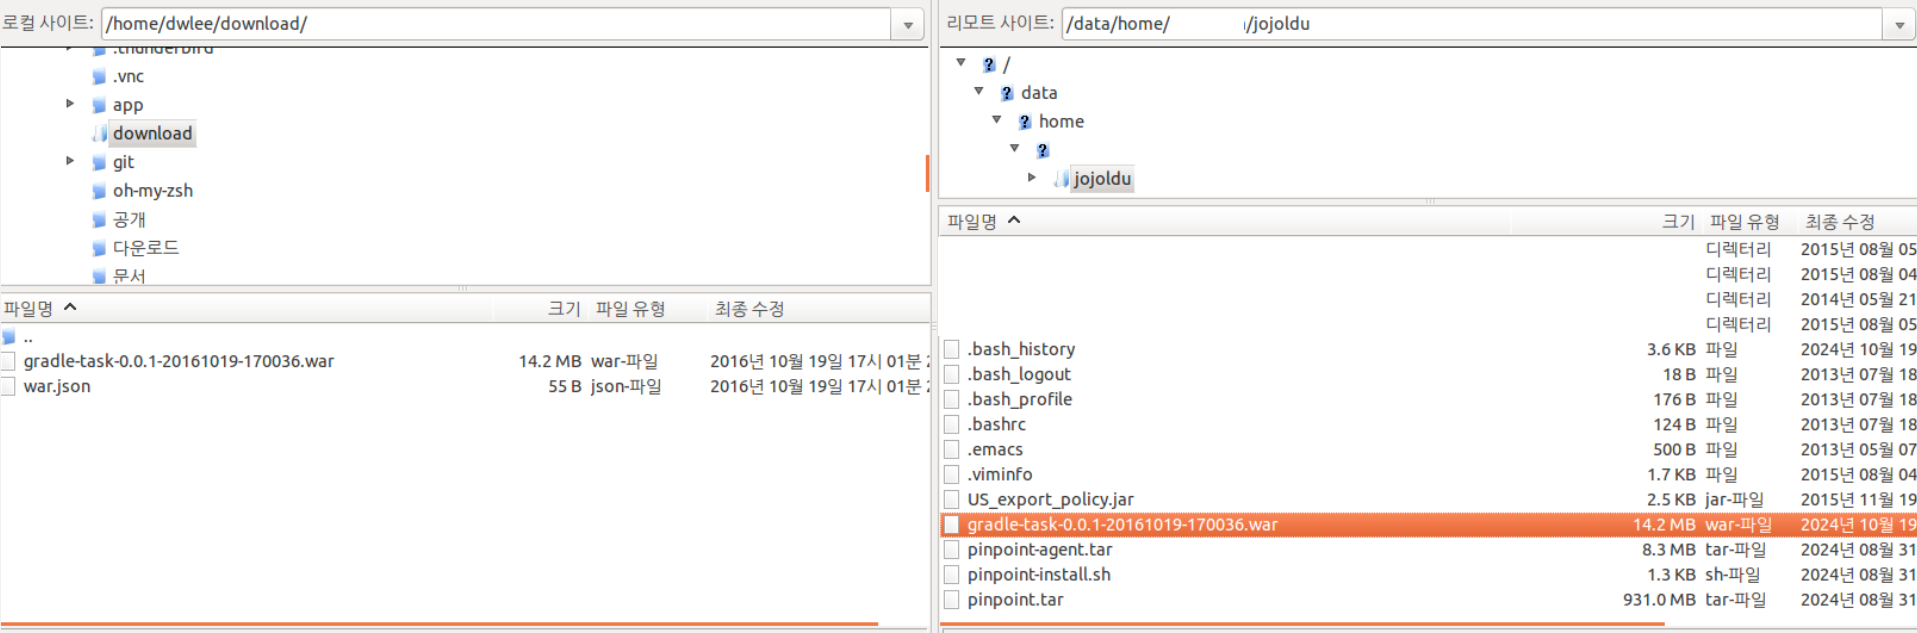 로컬 사이트: /home/dwlee/download/
.thunderbird
.vnc
app
download
git
oh-my-zsh
공개
다운로드
문서
파일명 크기 파일 유형 최종 수정
..
gradle-task-0.0.1-20161019-170036.war 14.2 MB war-파일 2016년 10월 19일 17시 01분
war.json 55 B json-파일 2016년 10월 19일 17시 01분
리모트 사이트: /data/home/ /jojoldu
/
data
home
jojoldu
파일명 크기 파일 유형 최종 수정
디렉터리 2015년 08월 05
디렉터리 2015년 08월 04
디렉터리 2014년 05월 21
디렉터리 2015년 08월 05
.bash_history 3.6 KB 파일 2024년 10월 19
.bash_logout 18 B 파일 2013년 07월 18
.bash_profile 176 B 파일 2013년 07월 18
.bashrc 124 B 파일 2013년 07월 18
.emacs 500 B 파일 2013년 05월 07
.viminfo 1.7 KB 파일 2015년 08월 04
US_export_policy.jar 2.5 KB jar-파일 2015년 11월 19
gradle-task-0.0.1-20161019-170036.war 14.2 MB war-파일 2024년 10월 19
pinpoint-agent.tar 8.3 MB tar-파일 2024년 08월 31
pinpoint-install.sh 1.3 KB sh-파일 2024년 08월 31
pinpoint.tar 931.0 MB tar-파일 2024년 08월 31